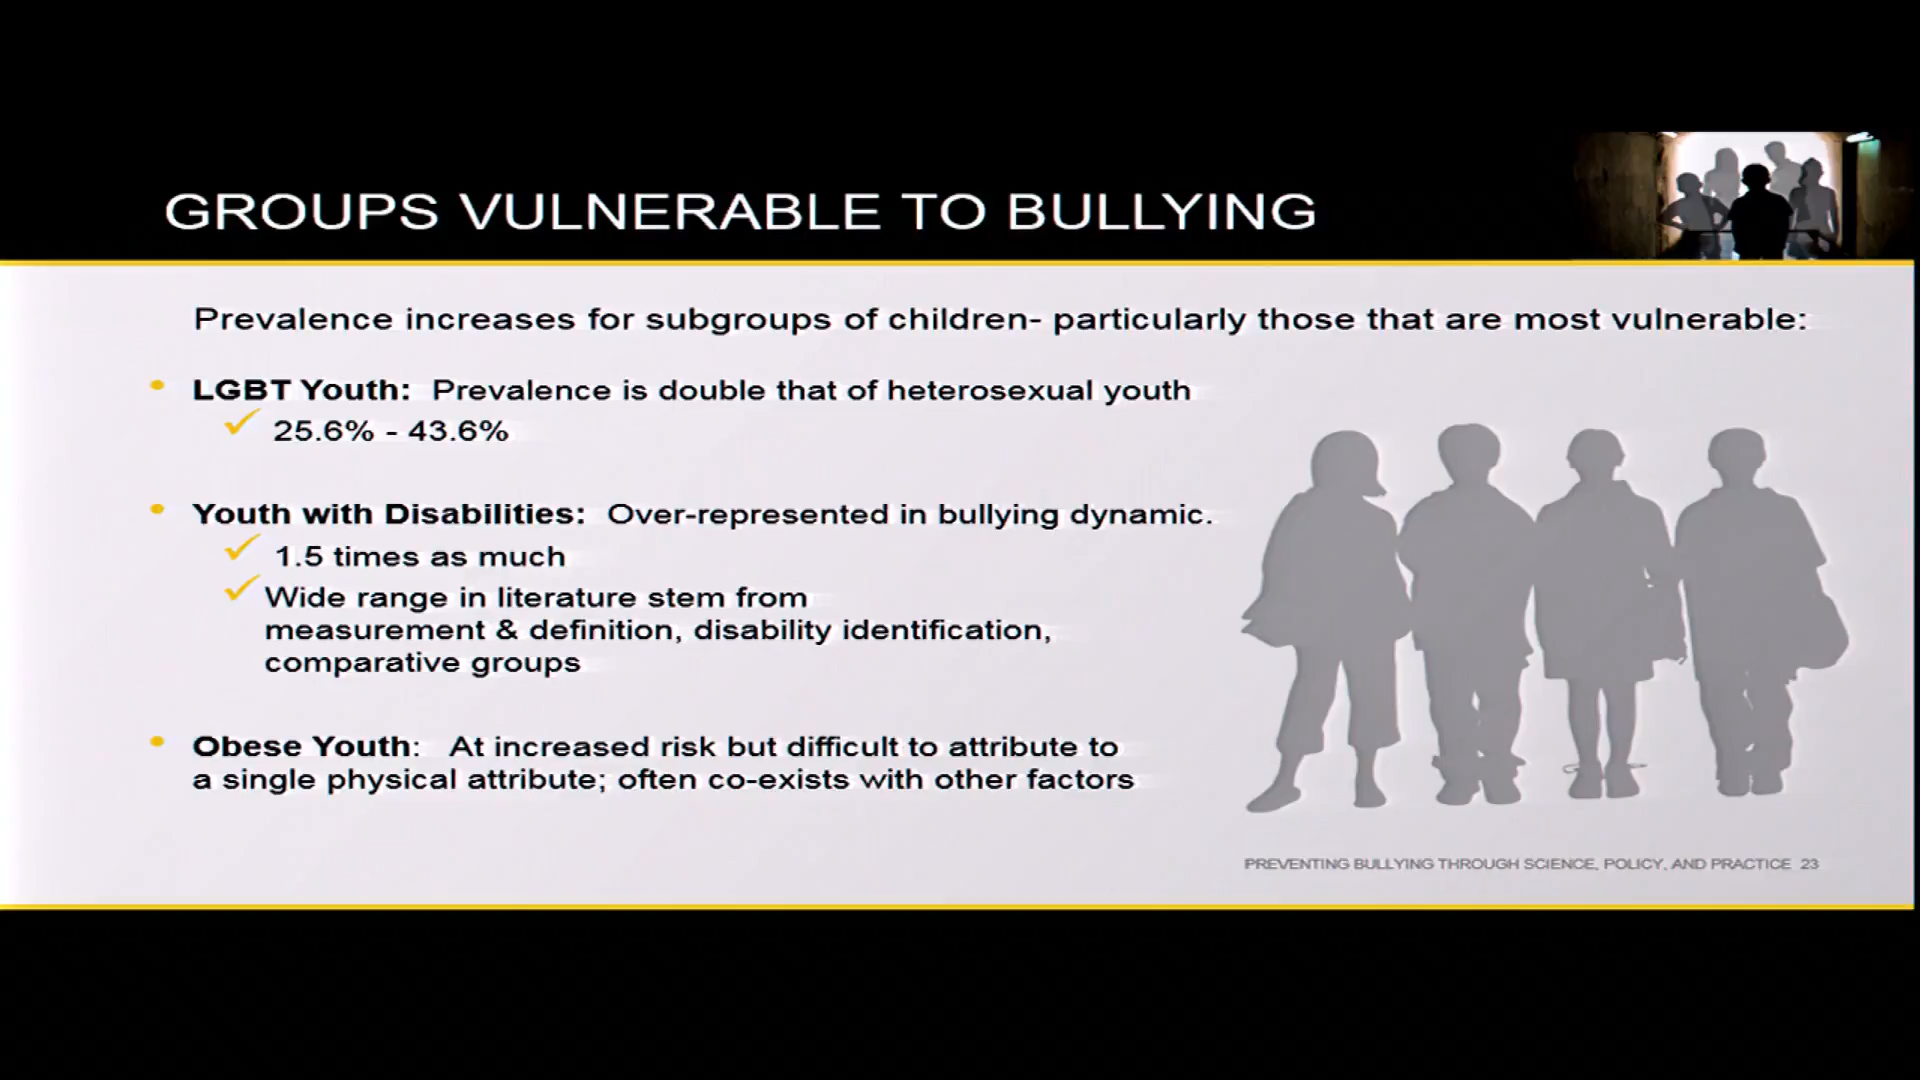 GROUPS VULNERABLE TO BULLYING
Prevalence increases for subgroups of children- particularly those that are most vulnerable:
• LGBT Youth: Prevalence is double that of heterosexual youth
✓ 25.6% - 43.6%
• Youth with Disabilities: Over-represented in bullying dynamic.
✓ 1.5 times as much
✓ Wide range in literature stem from
measurement & definition, disability identification,
comparative groups
• Obese Youth: At increased risk but difficult to attribute to
a single physical attribute; often co-exists with other factors
PREVENTING BULLYING THROUGH SCIENCE, POLICY, AND PRACTICE 23